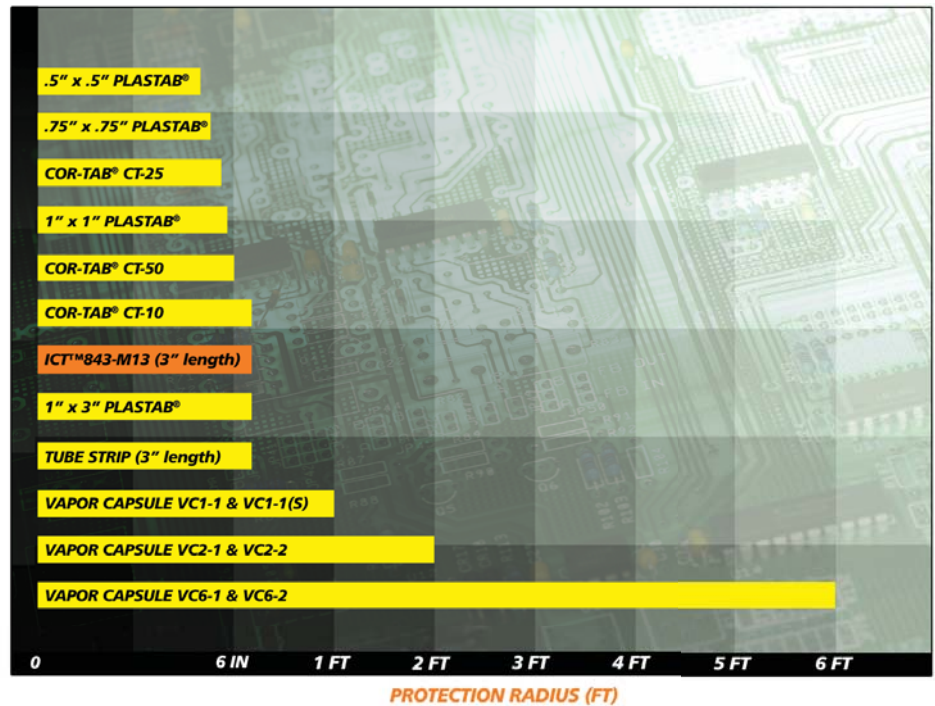 .5" x .5" PLASTAB®
.75" x .75" PLASTAB®
COR-TAB® CT-25
1" x 1" PLASTAB®
COR-TAB® CT-50
COR-TAB® CT-10
ICT™843-M13 (3" length)
1" x 3" PLASTAB®
TUBE STRIP (3" length)
VAPOR CAPSULE VC1-1 & VC1-1(S)
VAPOR CAPSULE VC2-1 & VC2-2
VAPOR CAPSULE VC6-1 & VC6-2
0 6 IN 1 FT 2 FT 3 FT 4 FT 5 FT 6 FT
PROTECTION RADIUS (FT)